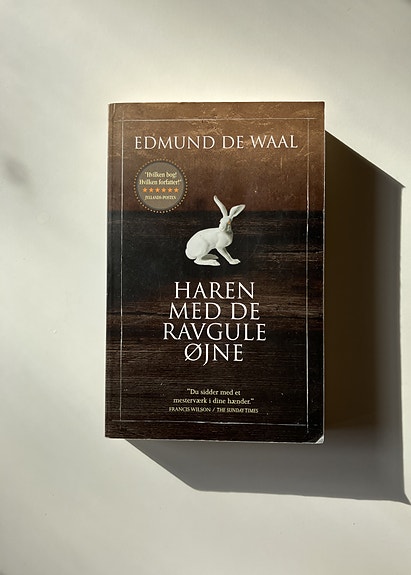 EDMUND DE WAAL
"Hvilken bog!
Hvilken forfatter!"
JYLLANDS-POSTEN
HAREN
MED DE
RAVGULE
ØJNE
"Du sidder med et
mesterværk i dine hænder."
FRANCIS WILSON / THE SUNDAY TIMES